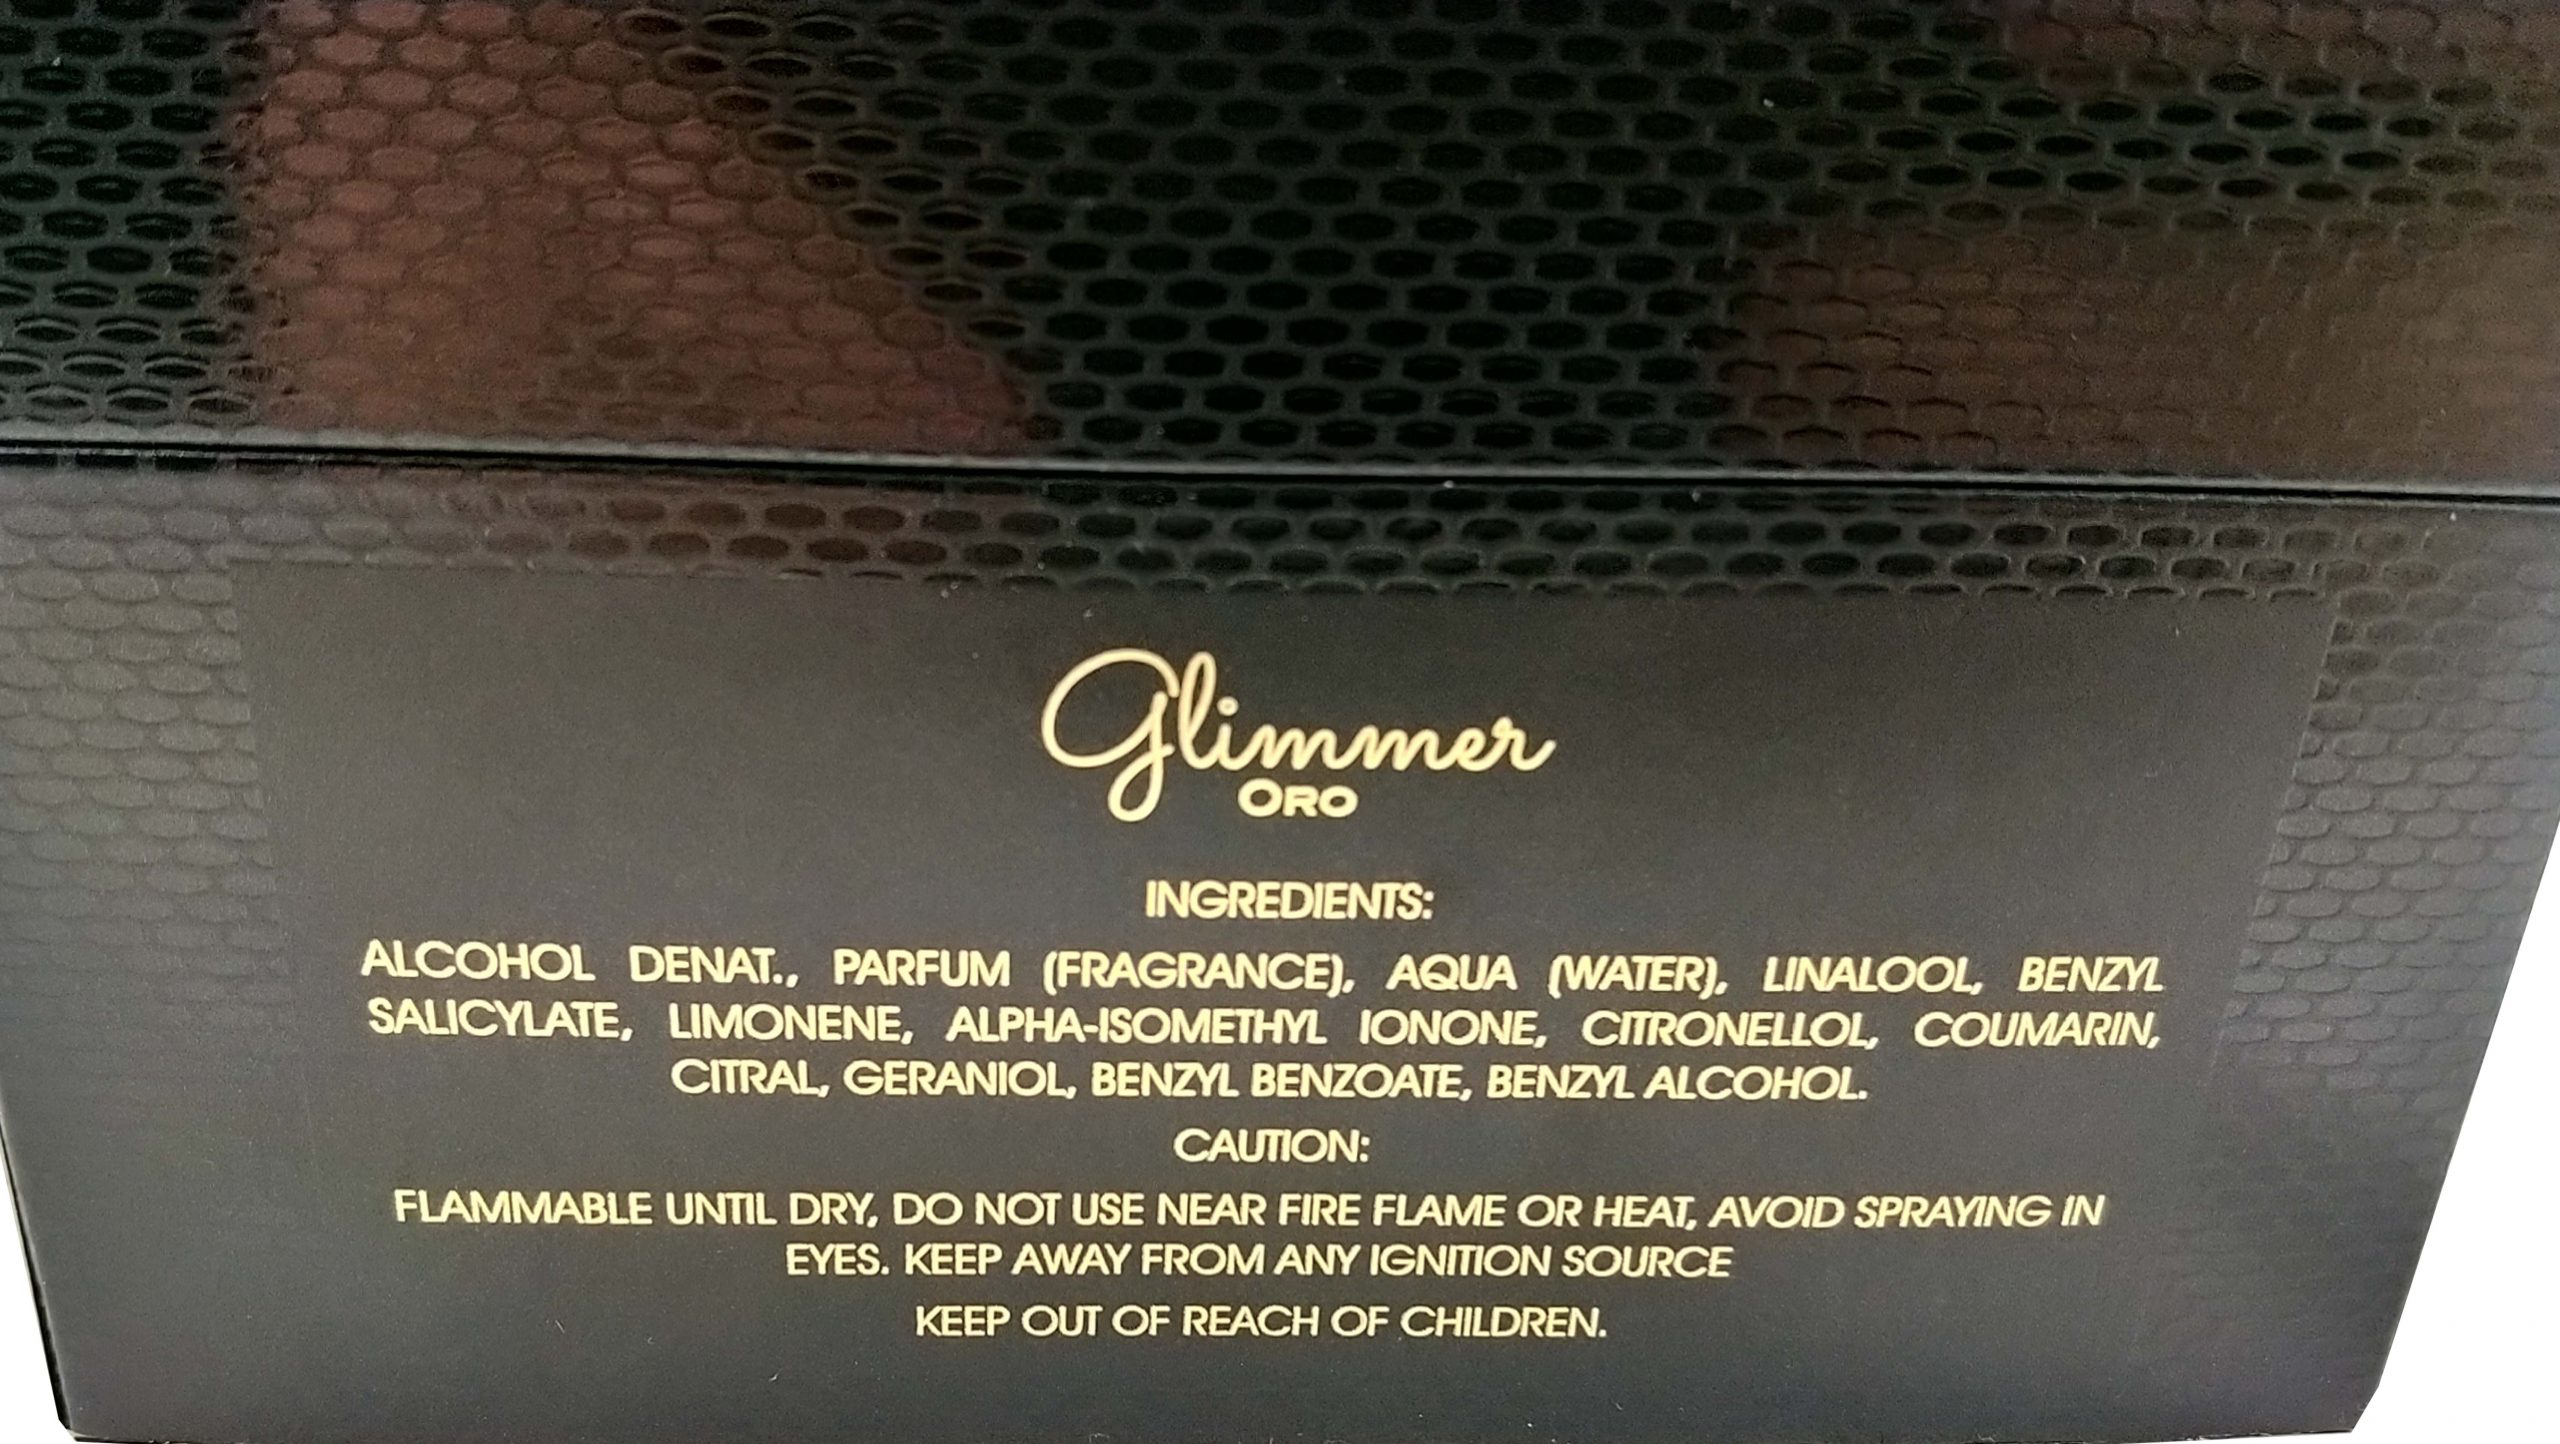 Glimmer
ORO
INGREDIENTS:
ALCOHOL DENAT., PARFUM (FRAGRANCE), AQUA (WATER), LINALOOL, BENZYL
SALICYLATE, LIMONENE, ALPHA-ISOMETHYL IONONE, CITRONELLOL, COUMARIN,
CITRAL, GERANIOL, BENZYL BENZOATE, BENZYL ALCOHOL.
CAUTION:
FLAMMABLE UNTIL DRY, DO NOT USE NEAR FIRE FLAME OR HEAT, AVOID SPRAYING IN
EYES. KEEP AWAY FROM ANY IGNITION SOURCE
KEEP OUT OF REACH OF CHILDREN.